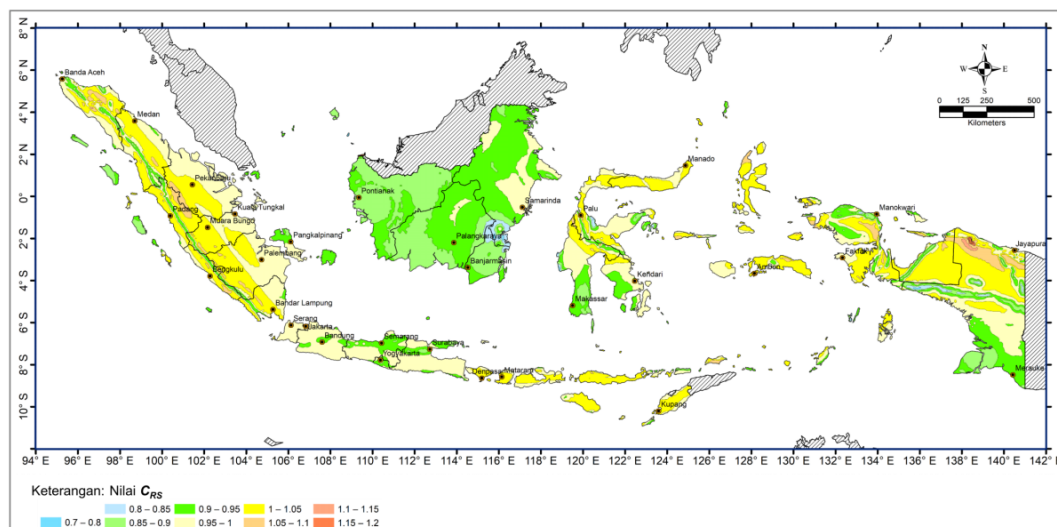 8° N
6° N
4° N
2° N
0°
2° S
4° S
6° S
8° S
10° S
Banda Aceh
Medan
Pekanbaru
Padang
Kuala Tungkal
Muara Bungo
Pangkalpinang
Palembang
Bengkulu
Bandar Lampung
Serang
Jakarta
Bandung
Semarang
Yogyakarta
Surabaya
Denpasar
Mataram
Kupang
Pontianak
Palangkaraya
Banjarmasin
Samarinda
Palu
Manado
Kendari
Makassar
Ambon
Fakfak
Manokwari
Jayapura
Merauke
N
W E
S
0 125 250 500
Kilometers
94° E 96° E 98° E 100° E 102° E 104° E 106° E 108° E 110° E 112° E 114° E 116° E 118° E 120° E 122° E 124° E 126° E 128° E 130° E 132° E 134° E 136° E 138° E 140° E 142° E
Keterangan: Nilai C_RS
0.8 – 0.85 0.9 – 0.95 1 – 1.05 1.1 – 1.15
0.7 – 0.8 0.85 – 0.9 0.95 – 1 1.05 – 1.1 1.15 – 1.2